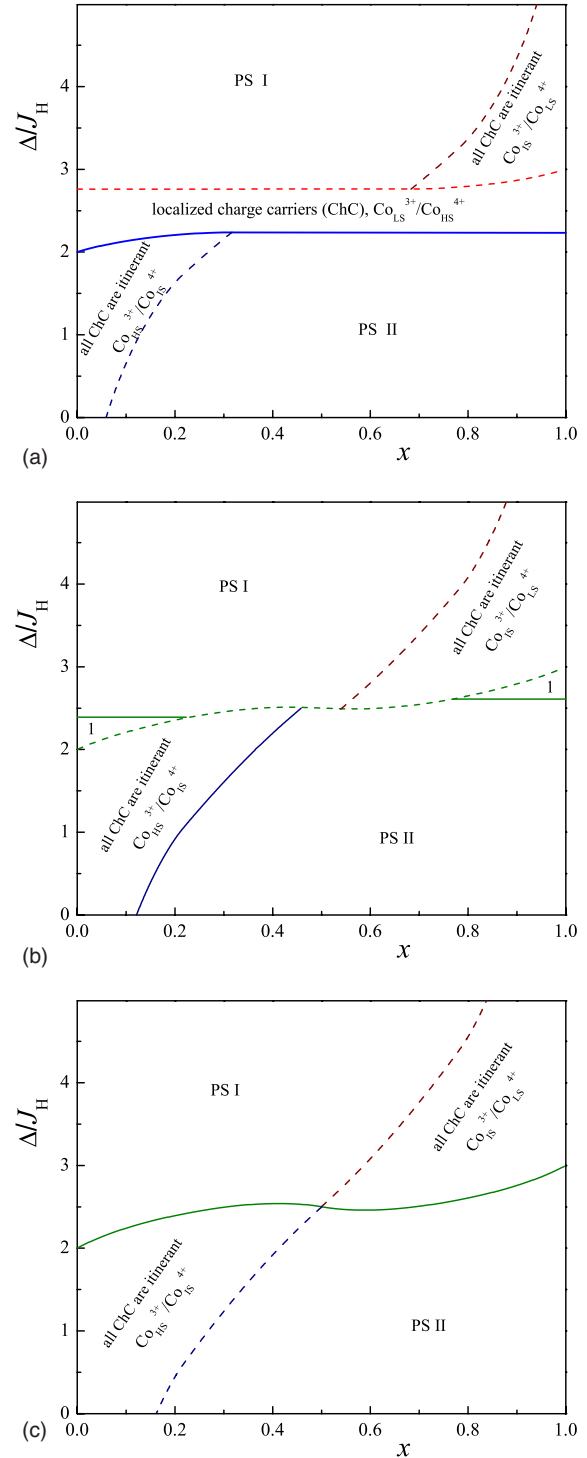 4
3
2
1
0
Δ/J_H
PS I
all ChC are itinerant
Co_IS^3+/Co_LS^4+
localized charge carriers (ChC), Co_LS^3+/Co_HS^4+
all ChC are itinerant
Co_HS^3+/Co_IS^4+
PS II
0.0 0.2 0.4 0.6 0.8 1.0
x
(a)
4
3
2
1
0
Δ/J_H
PS I
all ChC are itinerant
Co_IS^3+/Co_LS^4+
1
1
all ChC are itinerant
Co_HS^3+/Co_IS^4+
PS II
0.0 0.2 0.4 0.6 0.8 1.0
x
(b)
4
3
2
1
0
Δ/J_H
PS I
all ChC are itinerant
Co_IS^3+/Co_LS^4+
all ChC are itinerant
Co_HS^3+/Co_IS^4+
PS II
0.0 0.2 0.4 0.6 0.8 1.0
x
(c)